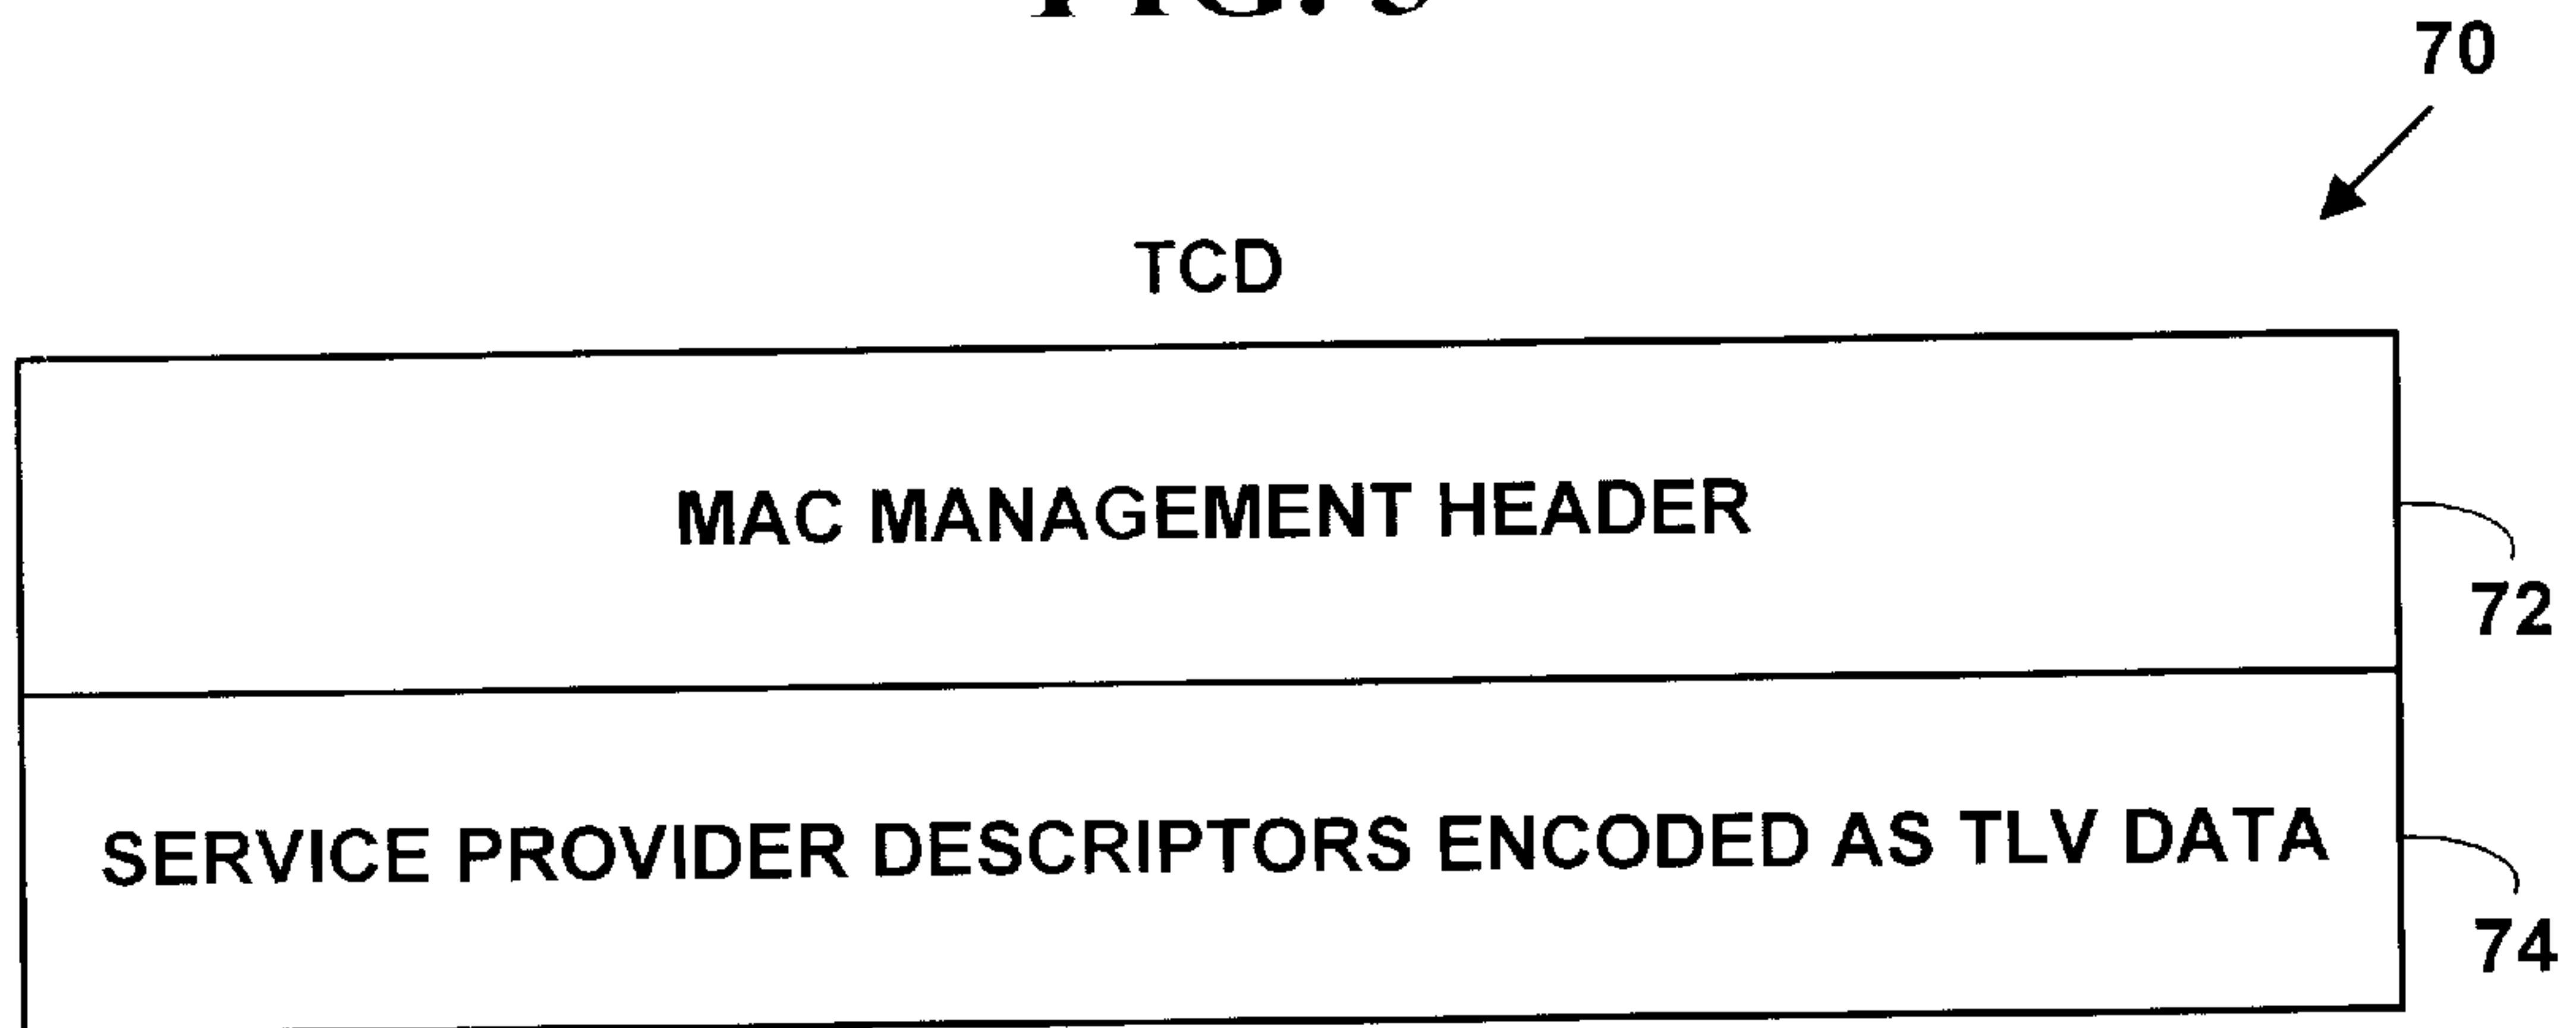 70
TCD
MAC MANAGEMENT HEADER
72
SERVICE PROVIDER DESCRIPTORS ENCODED AS TLV DATA
74